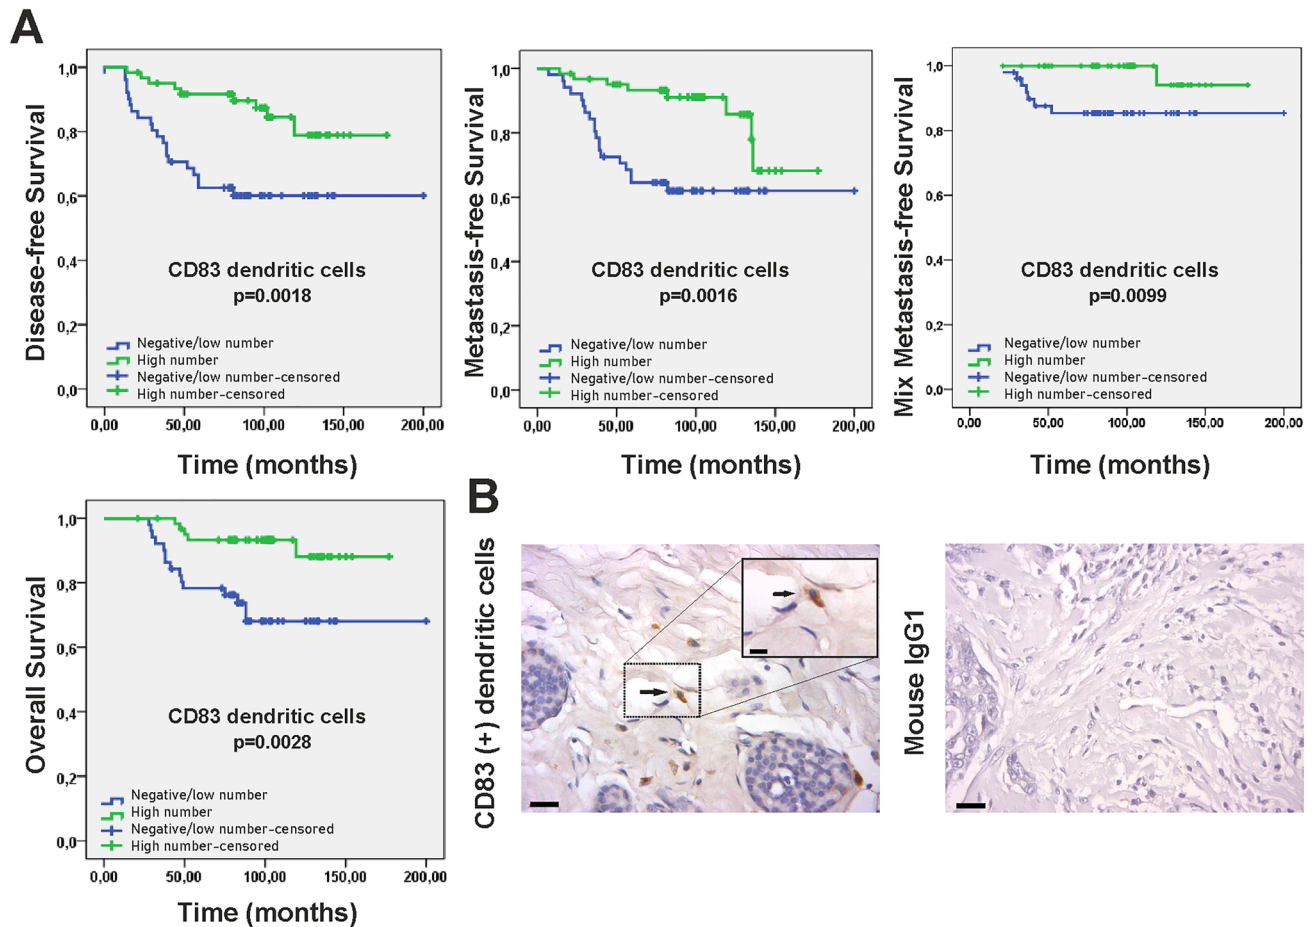 A
Disease-free Survival
1,0
0,8
0,6
0,4
0,2
0,0
CD83 dendritic cells
p=0.0018
Negative/low number
High number
Negative/low number-censored
High number-censored
0,00 50,00 100,00 150,00 200,00
Time (months)
Metastasis-free Survival
1,0
0,8
0,6
0,4
0,2
0,0
CD83 dendritic cells
p=0.0016
Negative/low number
High number
Negative/low number-censored
High number-censored
0,00 50,00 100,00 150,00 200,00
Time (months)
Mix Metastasis-free Survival
1,0
0,8
0,6
0,4
0,2
0,0
CD83 dendritic cells
p=0.0099
Negative/low number
High number
Negative/low number-censored
High number-censored
0,00 50,00 100,00 150,00 200,00
Time (months)
Overall Survival
1,0
0,8
0,6
0,4
0,2
0,0
CD83 dendritic cells
p=0.0028
Negative/low number
High number
Negative/low number-censored
High number-censored
0,00 50,00 100,00 150,00 200,00
Time (months)
B
CD83 (+) dendritic cells
Mouse IgG1